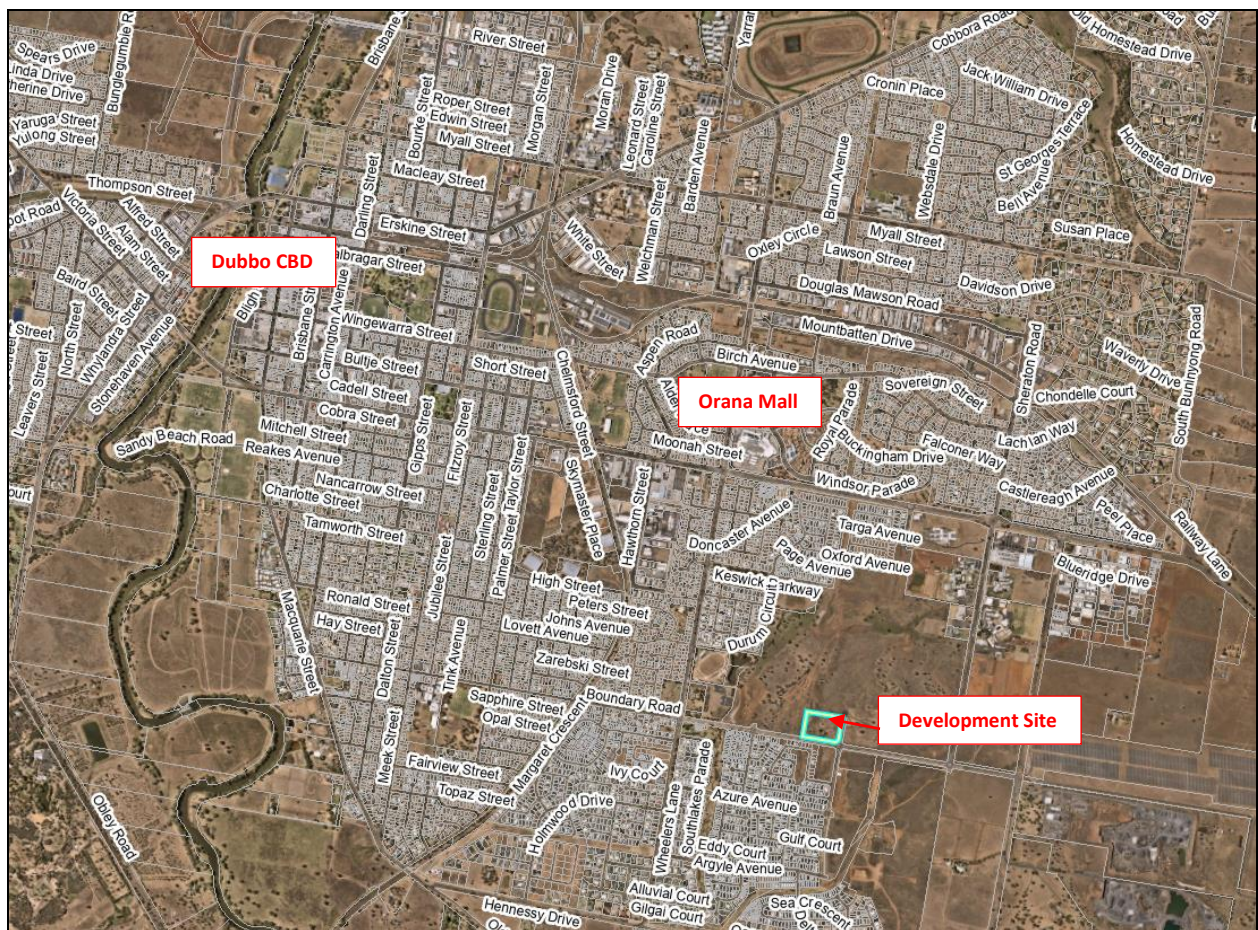 River Street
Cobbora Road
Old Homestead Drive
Spears Drive
Linda Drive
Bunglegumble
Brisbane
Cronin Place
Jack William Drive
Moran Drive
Leonard Street
Caroline Street
Roper Street
Edwin Street
Myall Street
Bourke Street
Morgan Street
Yaruga Street
Yulong Street
Macleay Street
Barden Avenue
Braun Avenue
Welsdale Drive
St Georges Terrace
Bell Avenue
Homestead Drive
Thompson Street
Victoria Street
Alfred Street
Alam Street
Darling Street
Erskine Street
White Street
Welchman Street
Oxley Circle
Myall Street
Lawson Street
Susan Place
Dubbo CBD
Baird Street
North Street
Whylandra Street
Stonehaven Avenue
Leavers Street
Bligh
Carrington Avenue
Wingewarra Street
Douglas Mawson Road
Davidson Drive
Mountbatten Drive
Bultje Street
Short Street
Chelmsford Street
Aspen Road
Birch Avenue
Sheraton Road
Waverly Drive
South Buninyong Road
Cadell Street
Cobra Street
Orana Mall
Royal Parade
Sovereign Street
Chondelle Court
Mitchell Street
Gipps Street
Fitzroy Street
Moonah Street
Buckingham Drive
Falconer Way
Lachlan Way
Sandy Beach Road
Reakes Avenue
Nancarrow Street
Taylor Street
Sterling Street
Palmer Street
Skymaster Place
Hawthorn Street
Windsor Parade
Castlereagh Avenue
Peel Place
Railway Lane
Charlotte Street
Tamworth Street
Doncaster Avenue
Targa Avenue
Page Avenue
Oxford Avenue
Blueridge Drive
Macquarie Street
Ronald Street
Hay Street
Jubilee Street
High Street
Peters Street
Johns Avenue
Lovett Avenue
Keswick Parkway
Durum Circuit
Dalton Street
Tink Avenue
Zarebski Street
Sapphire Street
Opal Street
Boundary Road
Development Site
Meek Street
Fairview Street
Topaz Street
Margaret Crescent
Ivy Court
Holmwood Drive
Wheelers Lane
Southlakes Parade
Azure Avenue
Obley Road
Eddy Court
Argyle Avenue
Gulf Court
Alluvial Court
Gilgai Court
Sea Crescent
Hennessy Drive